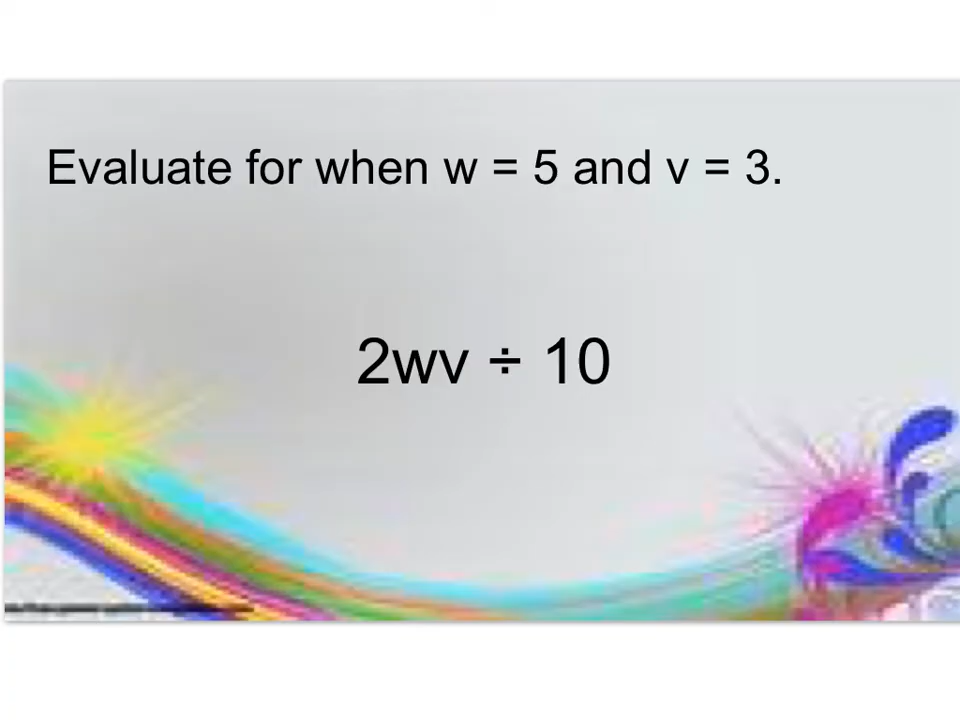 Evaluate for when w = 5 and v = 3.
2wv ÷ 10